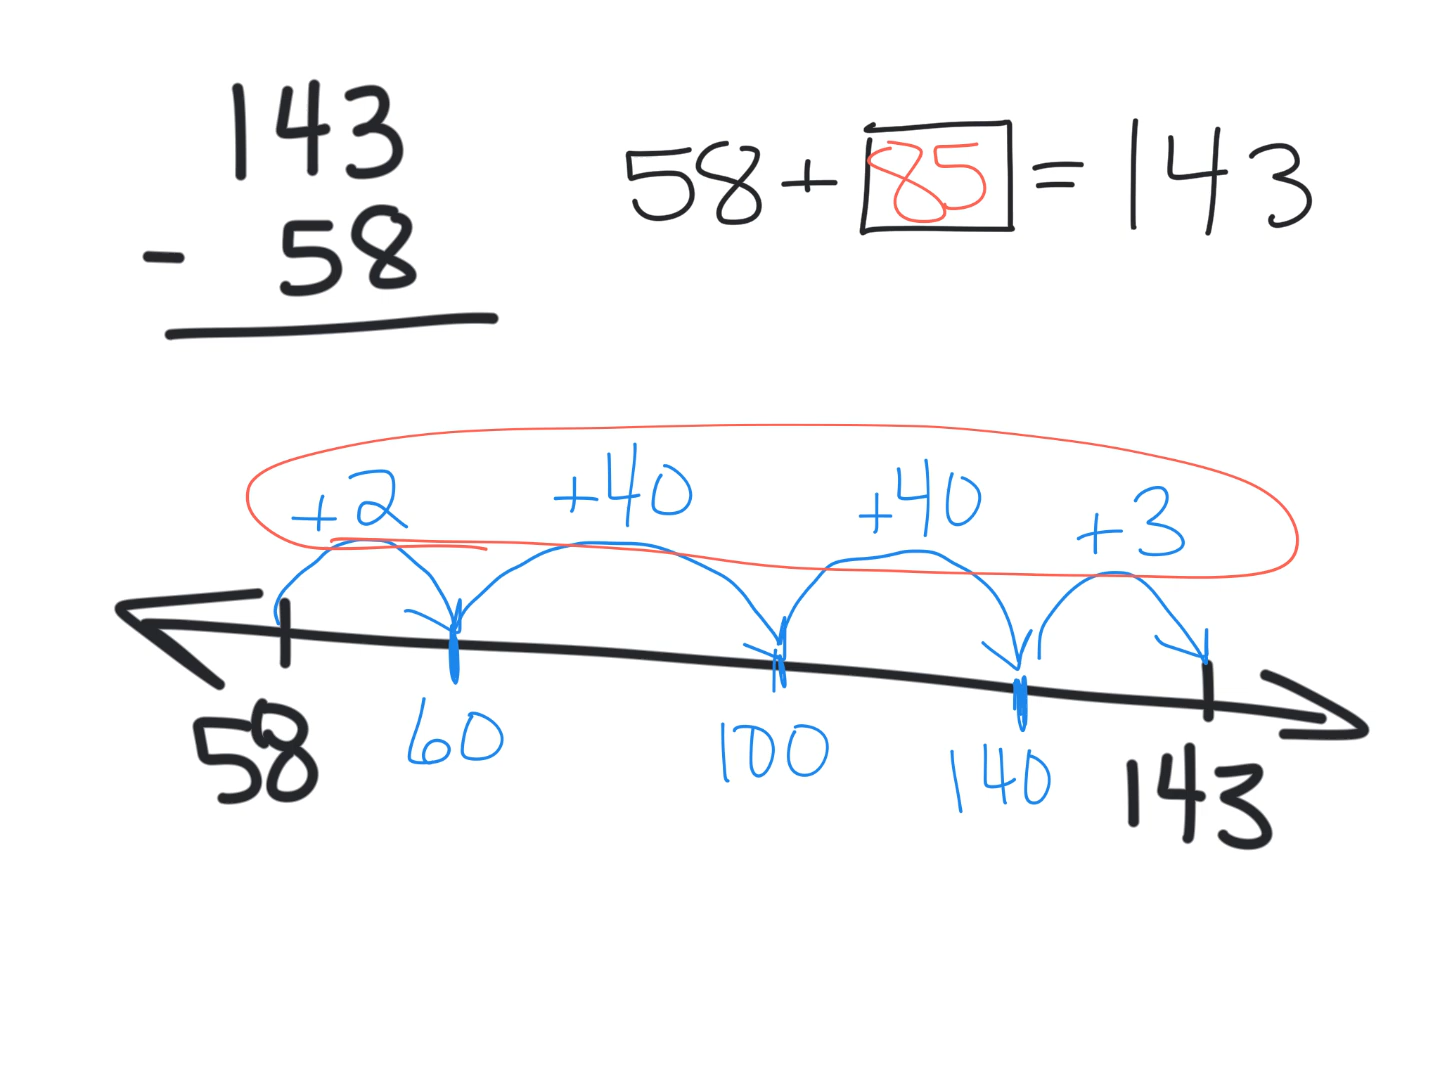 143
- 58
58 + 85 = 143
+2 +40 +40 +3
58 60 100 140 143